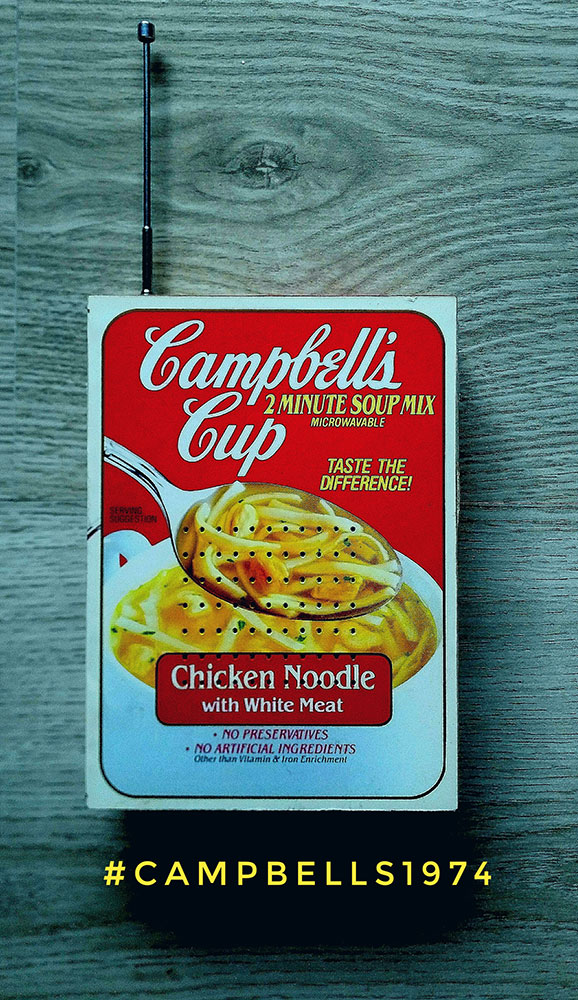 Campbell's
Cup
2 MINUTE SOUP MIX
MICROWAVABLE
TASTE THE
DIFFERENCE!
SERVING
SUGGESTION
Chicken Noodle
with White Meat
• NO PRESERVATIVES
• NO ARTIFICIAL INGREDIENTS
Other than Vitamin & Iron Enrichment
#CAMPBELLS1974